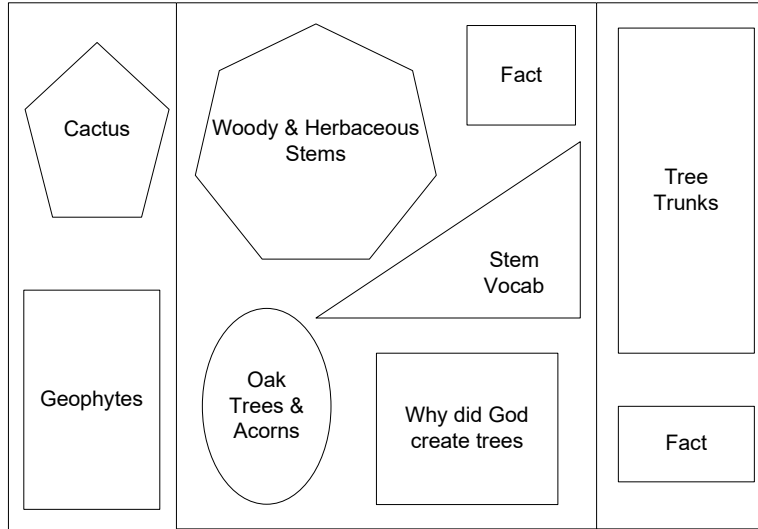 Cactus
Geophytes
Woody & Herbaceous
Stems
Fact
Stem
Vocab
Oak
Trees &
Acorns
Why did God
create trees
Tree
Trunks
Fact